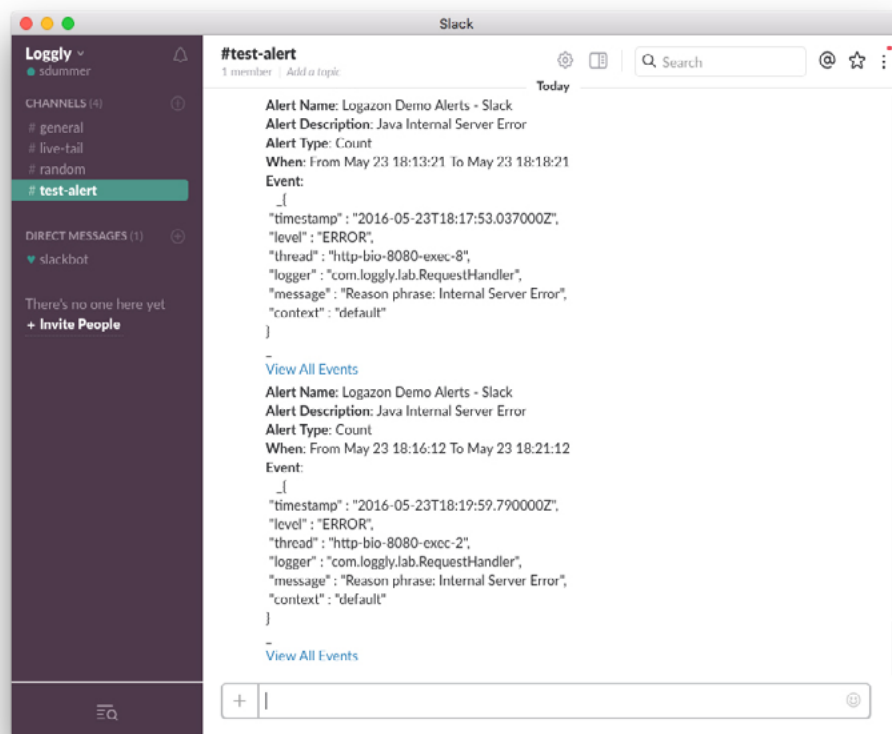 Slack
Loggly
sdummer
CHANNELS (4)
# general
# live-tail
# random
# test-alert
DIRECT MESSAGES (1)
slackbot
There's no one here yet
+ Invite People
#test-alert
1 member | Add a topic
Search
Today
Alert Name: Logazon Demo Alerts - Slack
Alert Description: Java Internal Server Error
Alert Type: Count
When: From May 23 18:13:21 To May 23 18:18:21
Event:
_{
"timestamp" : "2016-05-23T18:17:53.037000Z",
"level" : "ERROR",
"thread" : "http-bio-8080-exec-8",
"logger" : "com.loggly.lab.RequestHandler",
"message" : "Reason phrase: Internal Server Error",
"context" : "default"
}
_
View All Events
Alert Name: Logazon Demo Alerts - Slack
Alert Description: Java Internal Server Error
Alert Type: Count
When: From May 23 18:16:12 To May 23 18:21:12
Event:
_{
"timestamp" : "2016-05-23T18:19:59.790000Z",
"level" : "ERROR",
"thread" : "http-bio-8080-exec-2",
"logger" : "com.loggly.lab.RequestHandler",
"message" : "Reason phrase: Internal Server Error",
"context" : "default"
}
_
View All Events